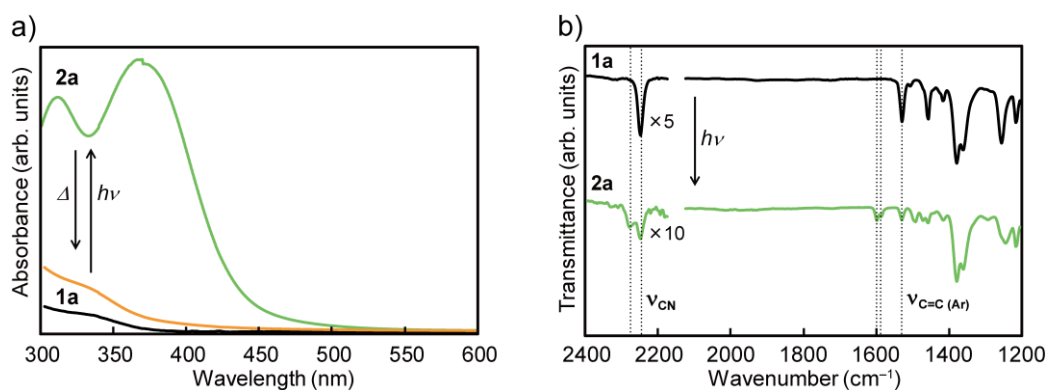 a)
2a
Δ
hν
1a
Absorbance (arb. units)
300 350 400 450 500 550 600
Wavelength (nm)
b)
1a
×5
hν
2a
×10
νCN
νC=C (Ar)
Transmittance (arb. units)
2400 2200 2000 1800 1600 1400 1200
Wavenumber (cm⁻¹)